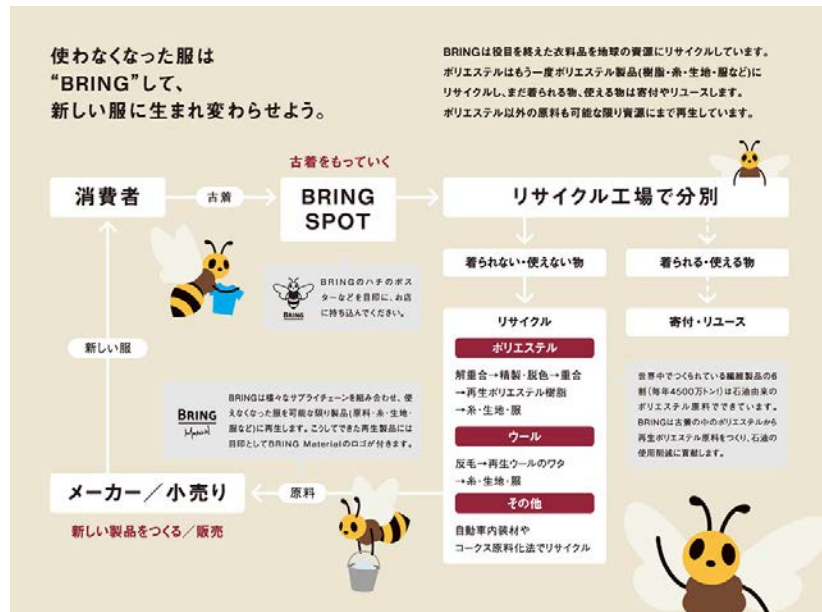 使わなくなった服は
“BRING”して、
新しい服に生まれ変わらせよう。
BRINGは役目を終えた衣料品を地球の資源にリサイクルしています。
ポリエステルはもう一度ポリエステル製品(樹脂・糸・生地・服など)に
リサイクルし、まだ着られる物、使える物は寄付やリユースします。
ポリエステル以外の原料も可能な限り資源にまで再生しています。
古着をもっていく
消費者
古着
BRING
SPOT
リサイクル工場で分別
BRINGのハチのポス
ターなどを目印に、お店
に持ち込んでください。
BRING
着られない・使えない物
着られる・使える物
リサイクル
ポリエステル
解重合→精製・脱色→重合
→再生ポリエステル樹脂
→糸・生地・服
ウール
反毛→再生ウールのワタ
→糸・生地・服
その他
自動車内装材や
コークス原料化法でリサイクル
寄付・リユース
世界中でつくられている繊維製品の6
割(毎年4500万トン!)は石油由来の
ポリエステル原料でできています。
BRINGは古着の中のポリエステルから
再生ポリエステル原料をつくり、石油の
使用削減に貢献します。
新しい服
BRING
Material
BRINGは様々なサプライチェーンを組み合わせ、使
えなくなった服を可能な限り製品(原料・糸・生地・
服など)に再生します。こうしてできた再生製品には
目印としてBRING Materialのロゴが付きます。
原料
メーカー／小売り
新しい製品をつくる／販売